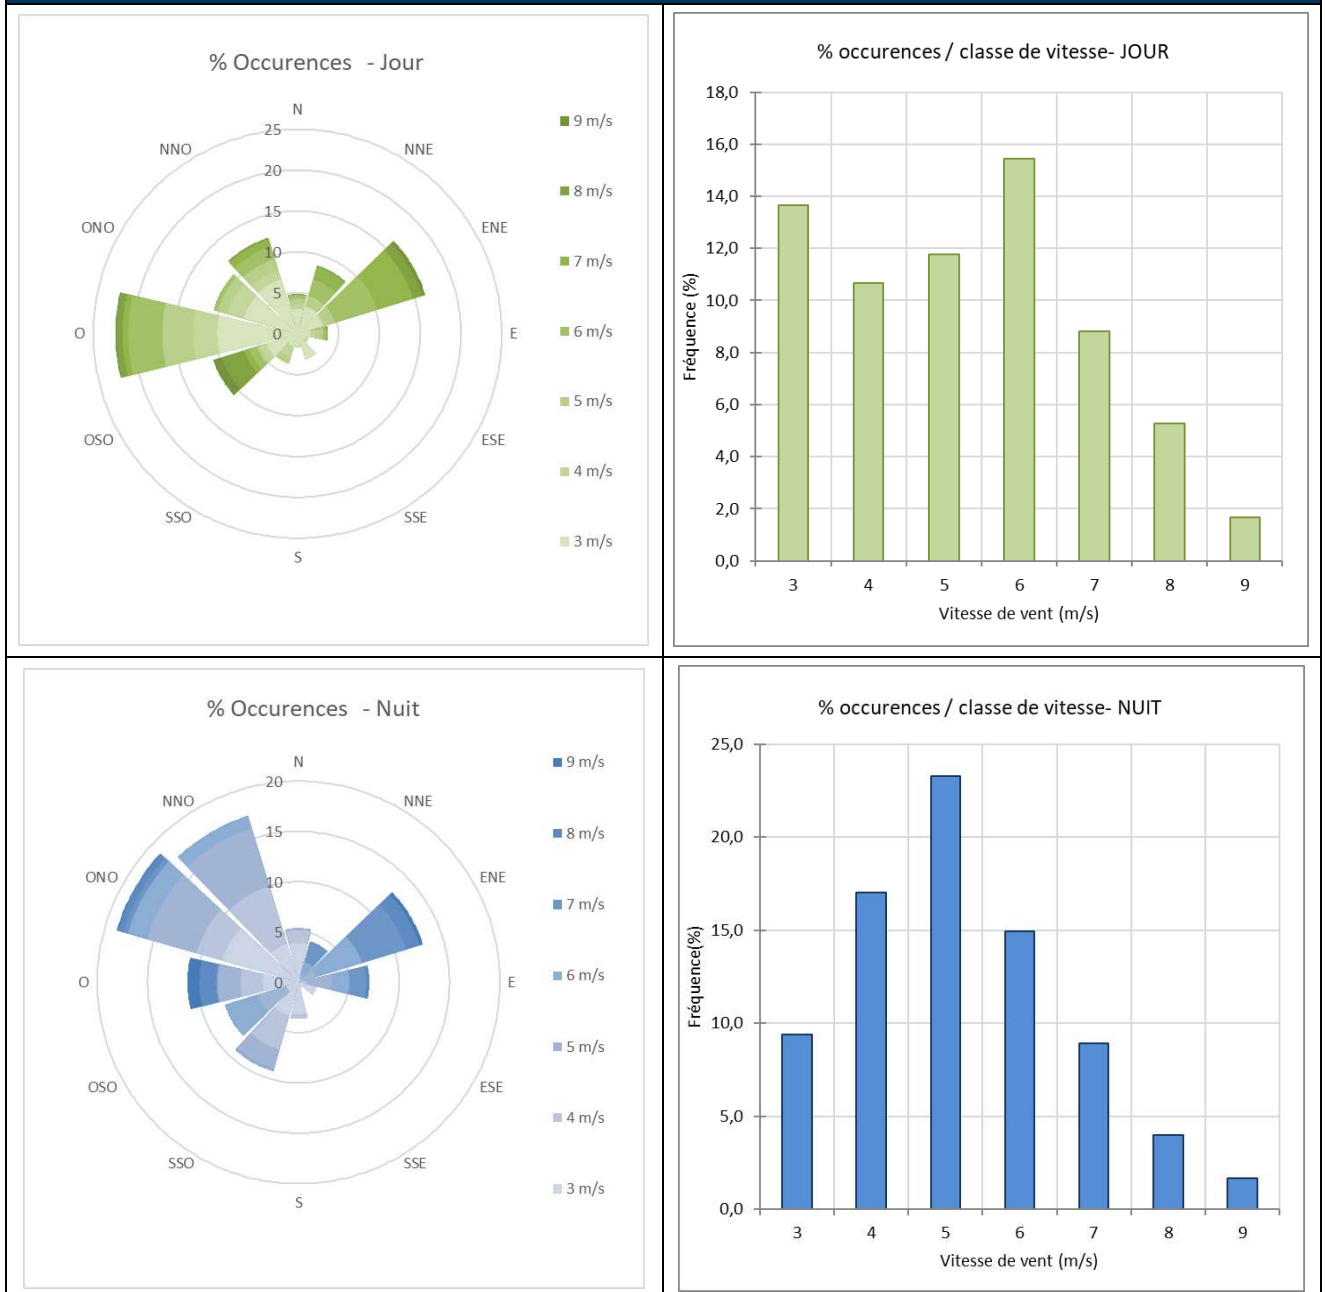 % Occurences - Jour
N
NNE
ENE
E
ESE
SSE
S
SSO
OSO
O
ONO
NNO
25
20
15
10
5
0
9 m/s
8 m/s
7 m/s
6 m/s
5 m/s
4 m/s
3 m/s
% occurences / classe de vitesse- JOUR
Fréquence (%)
18,0
16,0
14,0
12,0
10,0
8,0
6,0
4,0
2,0
0,0
3 4 5 6 7 8 9
Vitesse de vent (m/s)
% Occurences - Nuit
N
NNE
ENE
E
ESE
SSE
S
SSO
OSO
O
ONO
NNO
20
15
10
5
0
9 m/s
8 m/s
7 m/s
6 m/s
5 m/s
4 m/s
3 m/s
% occurences / classe de vitesse- NUIT
Fréquence(%)
25,0
20,0
15,0
10,0
5,0
0,0
3 4 5 6 7 8 9
Vitesse de vent (m/s)